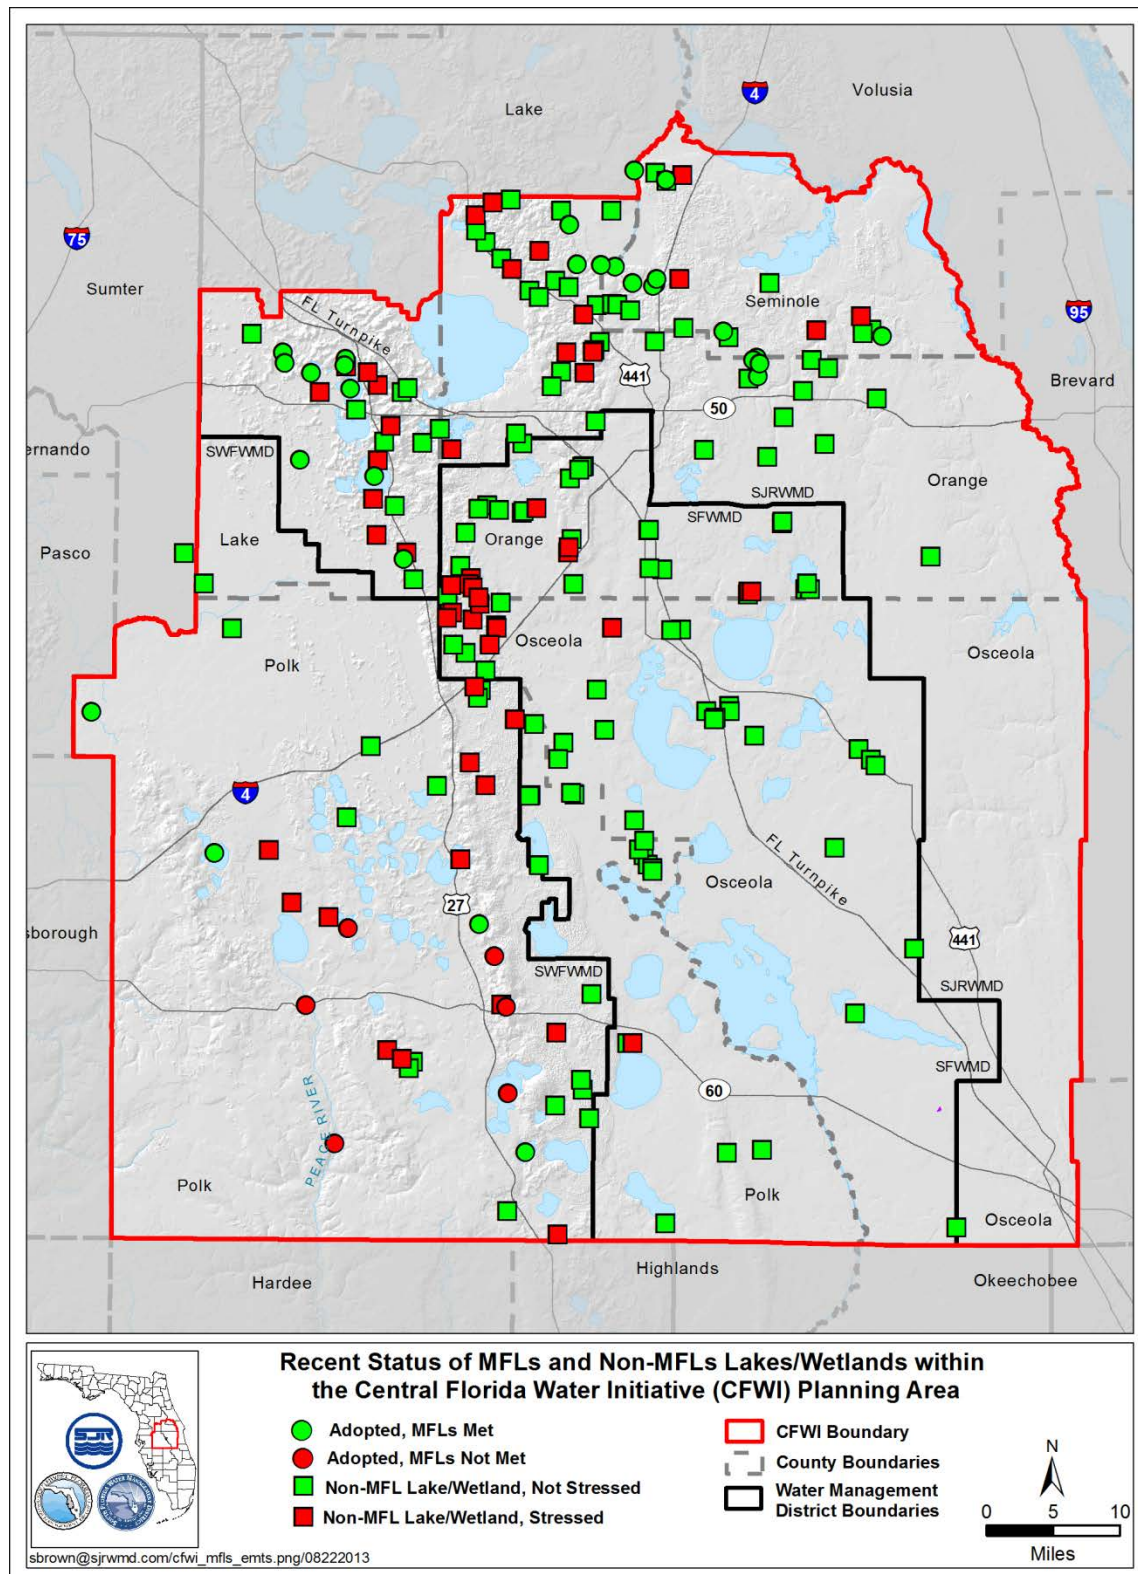 Lake
4
Volusia
75
Sumter
FL Turnpike
Seminole
95
441
50
Brevard
ernando
SWFWMD
Orange
SJRWMD
SFWMD
Pasco
Lake
Orange
Osceola
Osceola
Polk
4
FL Turnpike
Osceola
27
sborough
441
SWFWMD
SJRWMD
SFWMD
60
PEACE RIVER
Polk
Polk
Osceola
Highlands
Hardee
Okeechobee
Recent Status of MFLs and Non-MFLs Lakes/Wetlands within
the Central Florida Water Initiative (CFWI) Planning Area
SJR
Adopted, MFLs Met
Adopted, MFLs Not Met
Non-MFL Lake/Wetland, Not Stressed
Non-MFL Lake/Wetland, Stressed
CFWI Boundary
County Boundaries
Water Management
District Boundaries
N
0 5 10
Miles
sbrown@sjrwmd.com/cfwi_mfls_emts.png/08222013